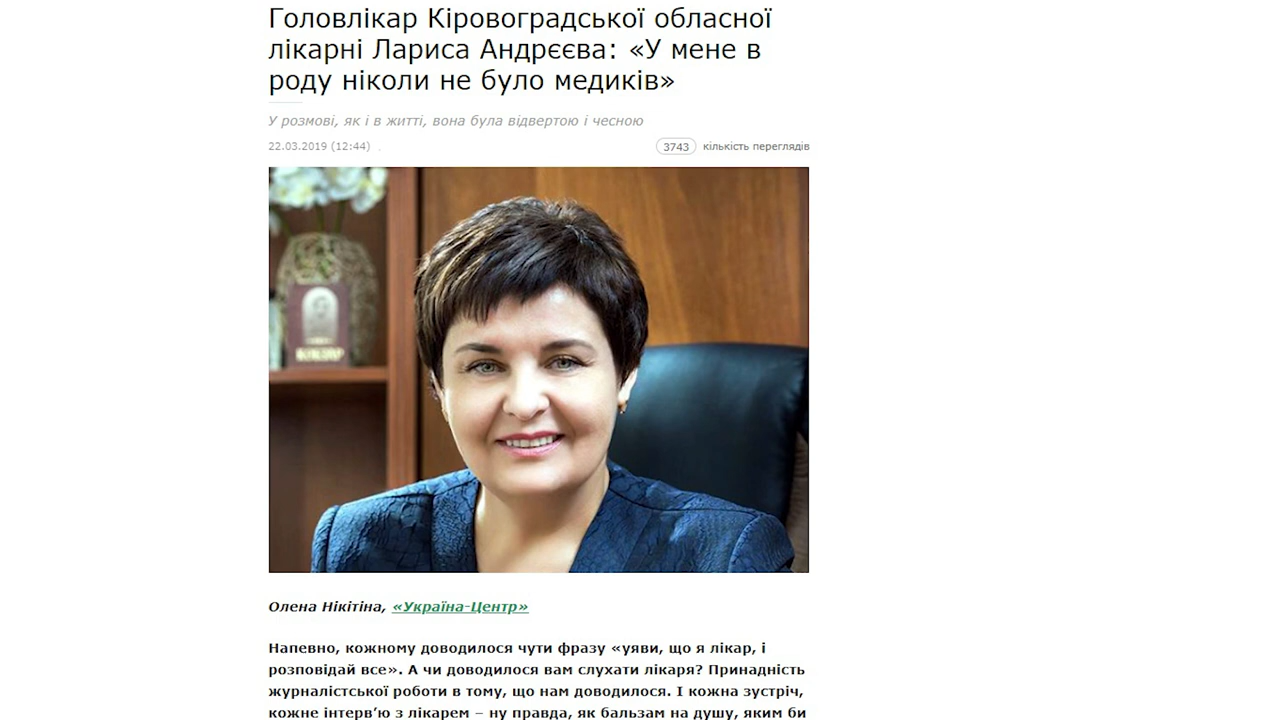 Головлікар Кіровоградської обласної
лікарні Лариса Андрєєва: «У мене в
роду ніколи не було медиків»
У розмові, як і в житті, вона була відвертою і чесною
22.03.2019 (12:44) .
3743 кількість переглядів
Олена Нікітіна, «Україна-Центр»
Напевно, кожному доводилося чути фразу «уяви, що я лікар, і
розповідай все». А чи доводилося вам слухати лікаря? Принадність
журналістської роботи в тому, що нам доводилося. І кожна зустріч,
кожне інтерв’ю з лікарем – ну правда, як бальзам на душу, яким би